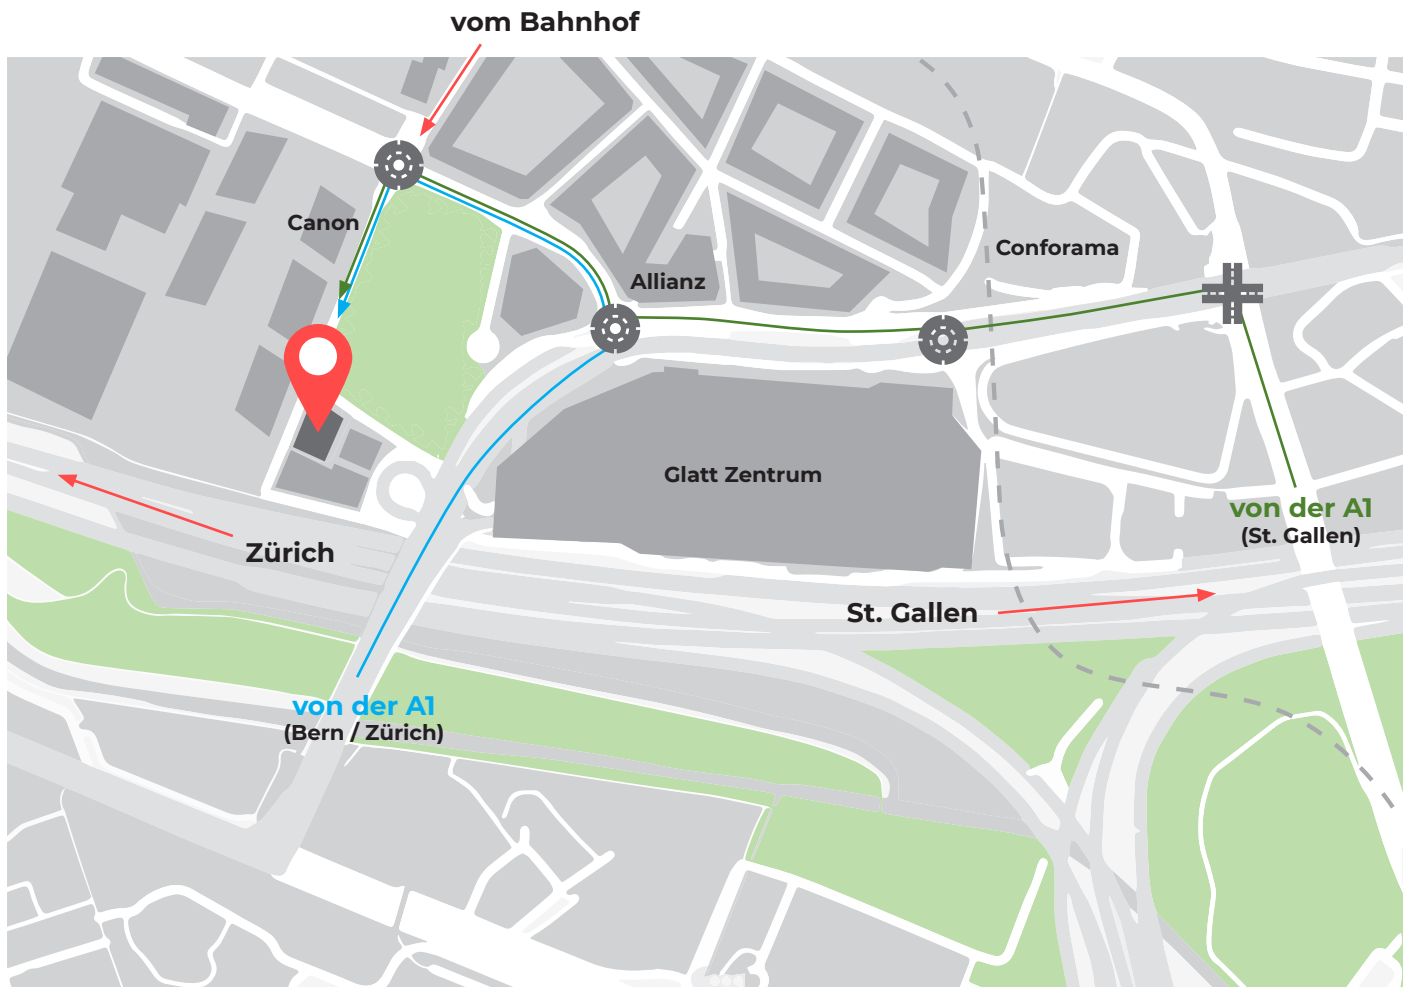 vom Bahnhof
Canon
Conforama
Allianz
Glatt Zentrum
von der A1
(St. Gallen)
Zürich
St. Gallen
von der A1
(Bern / Zürich)